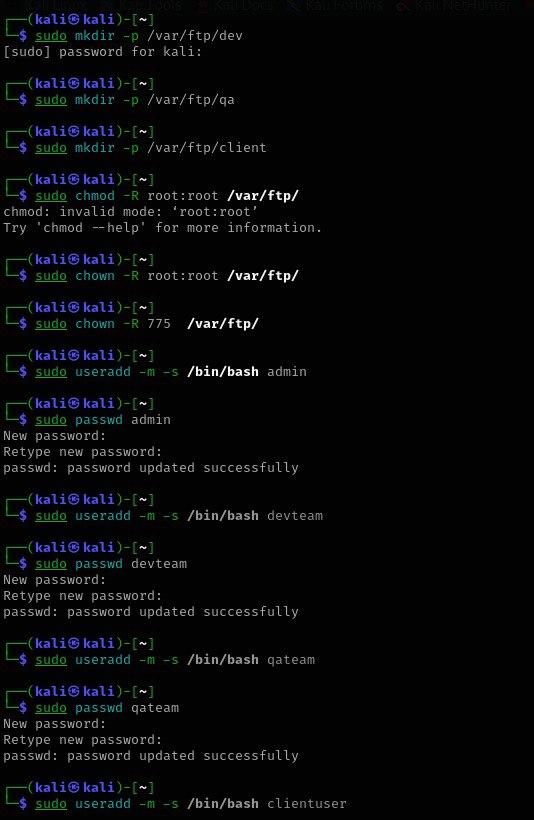 Kali Linux Kali Tools Kali Docs Kali Forums Kali NetHunter
┌──(kali㉿kali)-[~]
└─$ sudo mkdir -p /var/ftp/dev
[sudo] password for kali:
┌──(kali㉿kali)-[~]
└─$ sudo mkdir -p /var/ftp/qa
┌──(kali㉿kali)-[~]
└─$ sudo mkdir -p /var/ftp/client
┌──(kali㉿kali)-[~]
└─$ sudo chmod -R root:root /var/ftp/
chmod: invalid mode: ‘root:root’
Try 'chmod --help' for more information.
┌──(kali㉿kali)-[~]
└─$ sudo chown -R root:root /var/ftp/
┌──(kali㉿kali)-[~]
└─$ sudo chown -R 775  /var/ftp/
┌──(kali㉿kali)-[~]
└─$ sudo useradd -m -s /bin/bash admin
┌──(kali㉿kali)-[~]
└─$ sudo passwd admin
New password:
Retype new password:
passwd: password updated successfully
┌──(kali㉿kali)-[~]
└─$ sudo useradd -m -s /bin/bash devteam
┌──(kali㉿kali)-[~]
└─$ sudo passwd devteam
New password:
Retype new password:
passwd: password updated successfully
┌──(kali㉿kali)-[~]
└─$ sudo useradd -m -s /bin/bash qateam
┌──(kali㉿kali)-[~]
└─$ sudo passwd qateam
New password:
Retype new password:
passwd: password updated successfully
┌──(kali㉿kali)-[~]
└─$ sudo useradd -m -s /bin/bash clientuser